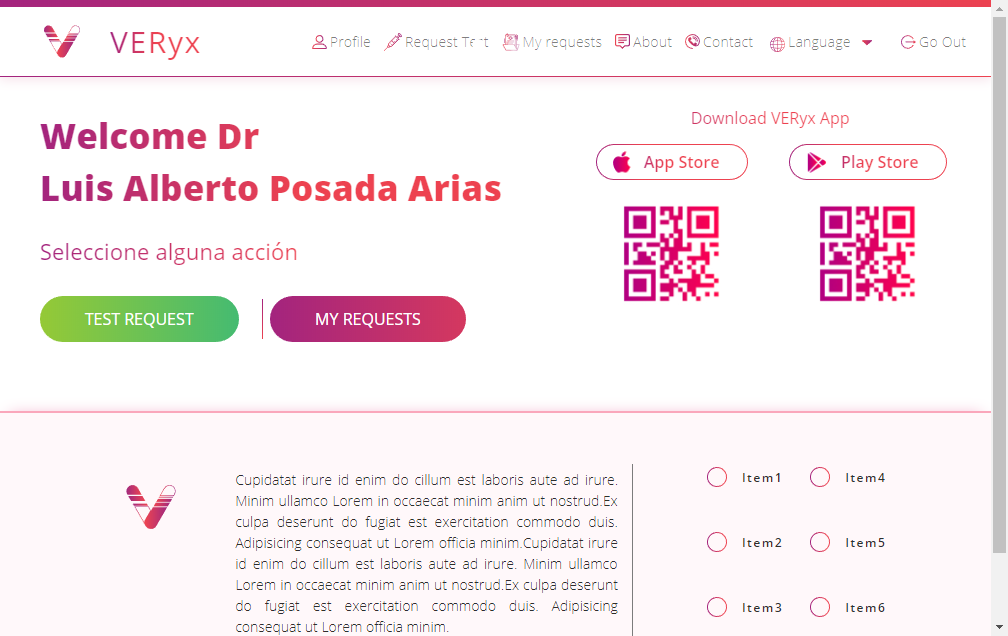 VERyx
Profile
Request Test
My requests
About
Contact
Language
Go Out
Welcome Dr
Luis Alberto Posada Arias
Seleccione alguna acción
TEST REQUEST
MY REQUESTS
Download VERyx App
App Store
Play Store
Cupidatat irure id enim do cillum est laboris aute ad irure.
Minim ullamco Lorem in occaecat minim anim ut nostrud.Ex
culpa deserunt do fugiat est exercitation commodo duis.
Adipisicing consequat ut Lorem officia minim.Cupidatat irure
id enim do cillum est laboris aute ad irure. Minim ullamco
Lorem in occaecat minim anim ut nostrud.Ex culpa deserunt
do fugiat est exercitation commodo duis. Adipisicing
consequat ut Lorem officia minim.
Item1
Item4
Item2
Item5
Item3
Item6